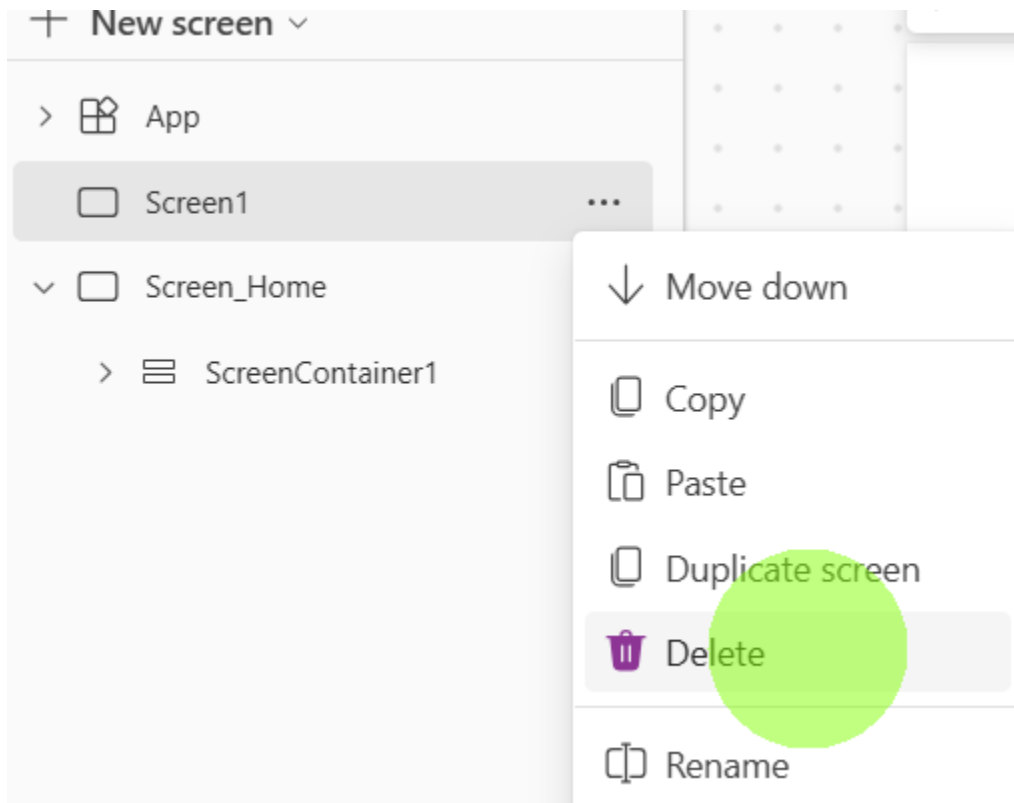 New screen
App
Screen1
Screen_Home
ScreenContainer1
Move down
Copy
Paste
Duplicate screen
Delete
Rename